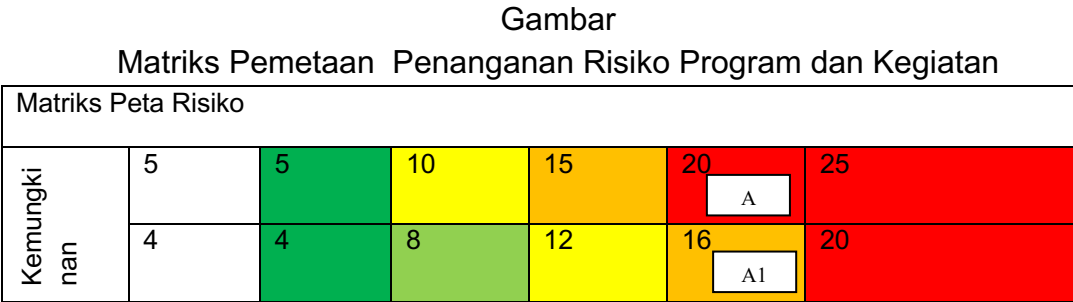 Gambar
Matriks Pemetaan Penanganan Risiko Program dan Kegiatan
Matriks Peta Risiko
Kemungki
nan
5 5 10 15 20 25
A
4 4 8 12 16 20
A1